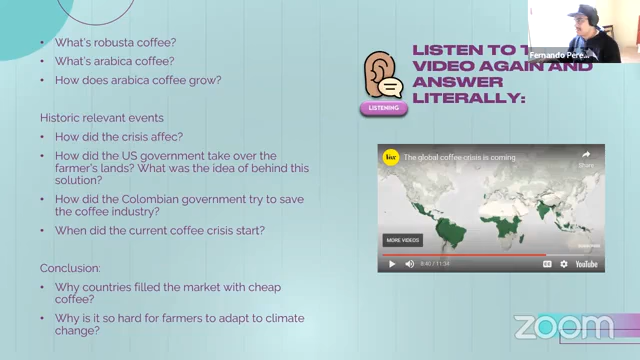 • What's robusta coffee?
• What's arabica coffee?
• How does arabica coffee grow?
Historic relevant events
• How did the crisis affec?
• How did the US government take over the
farmer's lands? What was the idea of behind this
solution?
• How did the Colombian government try to save
the coffee industry?
• When did the current coffee crisis start?
Conclusion:
• Why countries filled the market with cheap
coffee?
• Why is it so hard for farmers to adapt to climate
change?
LISTENING
LISTEN TO T
VIDEO AGAIN AND
ANSWER
LITERALLY:
Fernando Pere...
Vox
The global coffee crisis is coming
Share
MORE VIDEOS
8:40 / 11:34
CC
YouTube
zoom